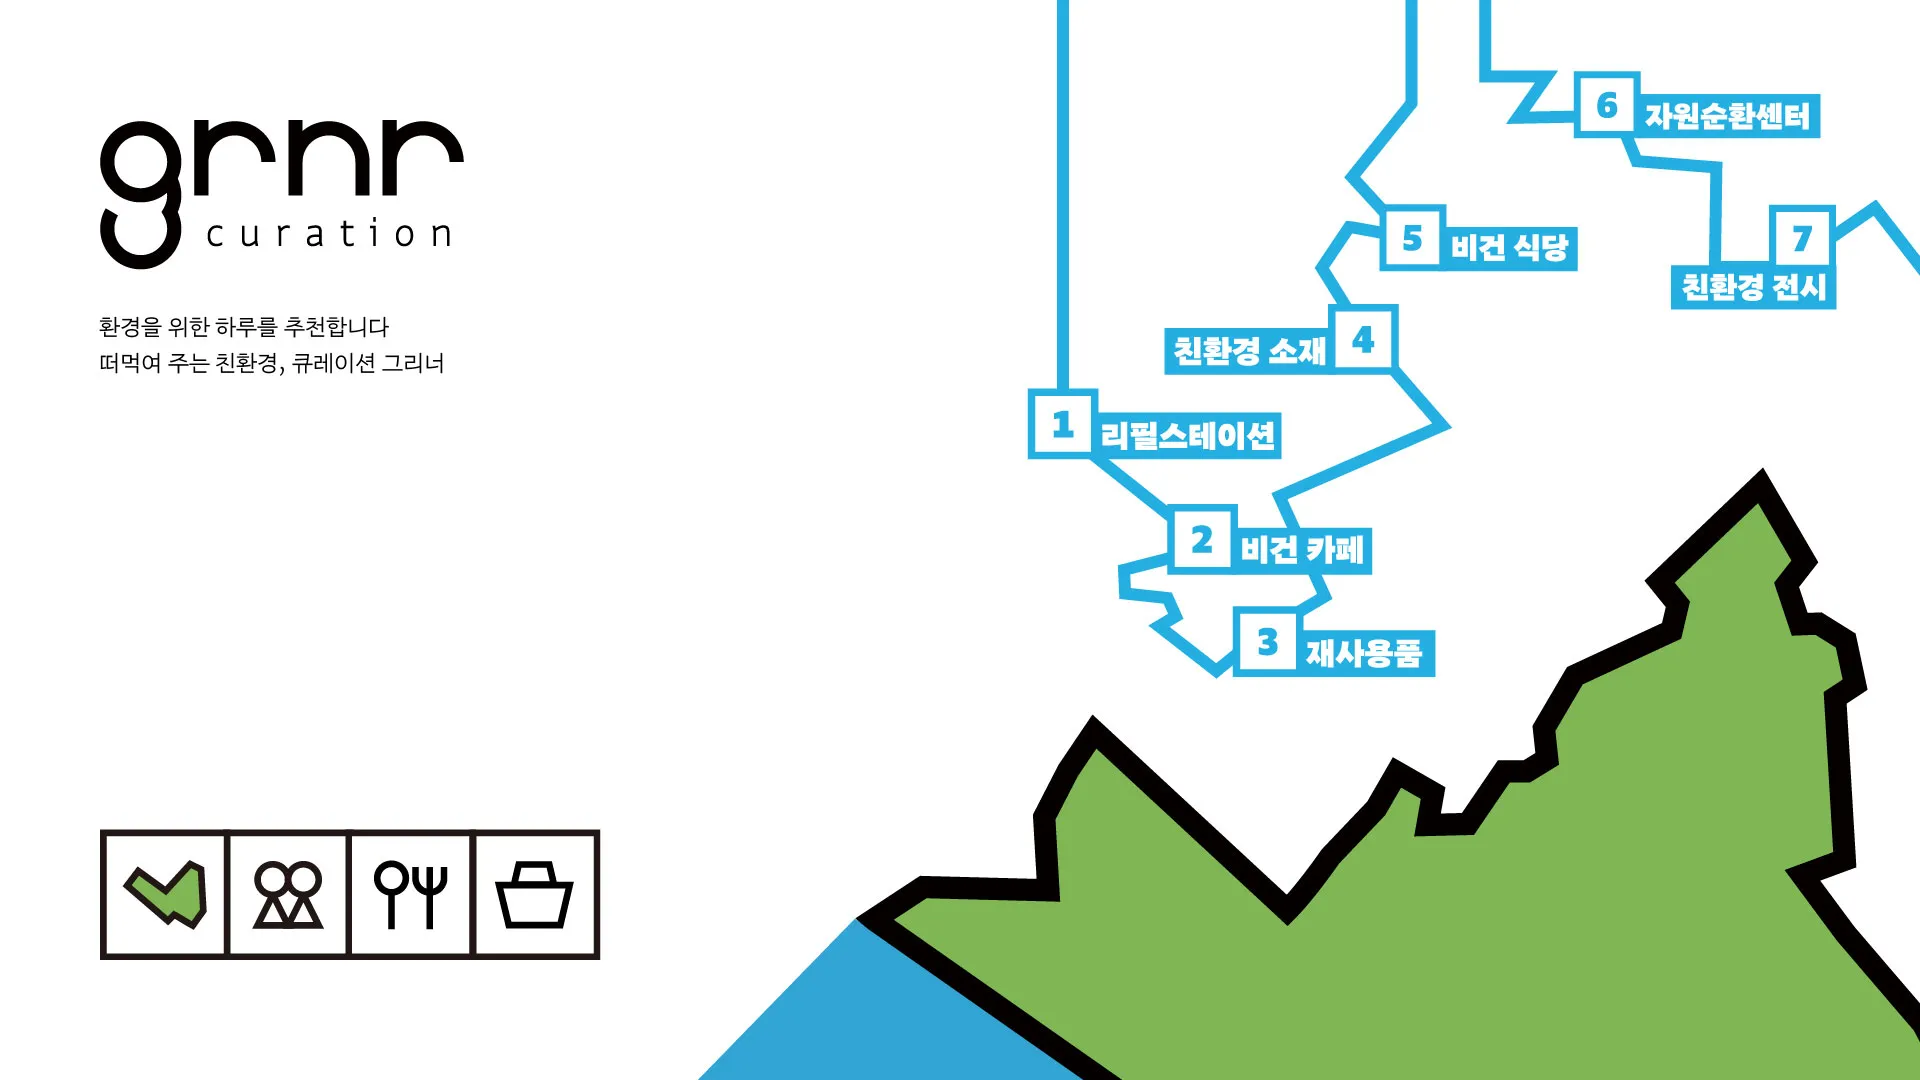 grnr
curation
환경을 위한 하루를 추천합니다
떠먹여 주는 친환경, 큐레이션 그리너
6 자원순환센터
5 비건 식당
7
친환경 전시
친환경 소재 4
1 리필스테이션
2 비건 카페
3 재사용품